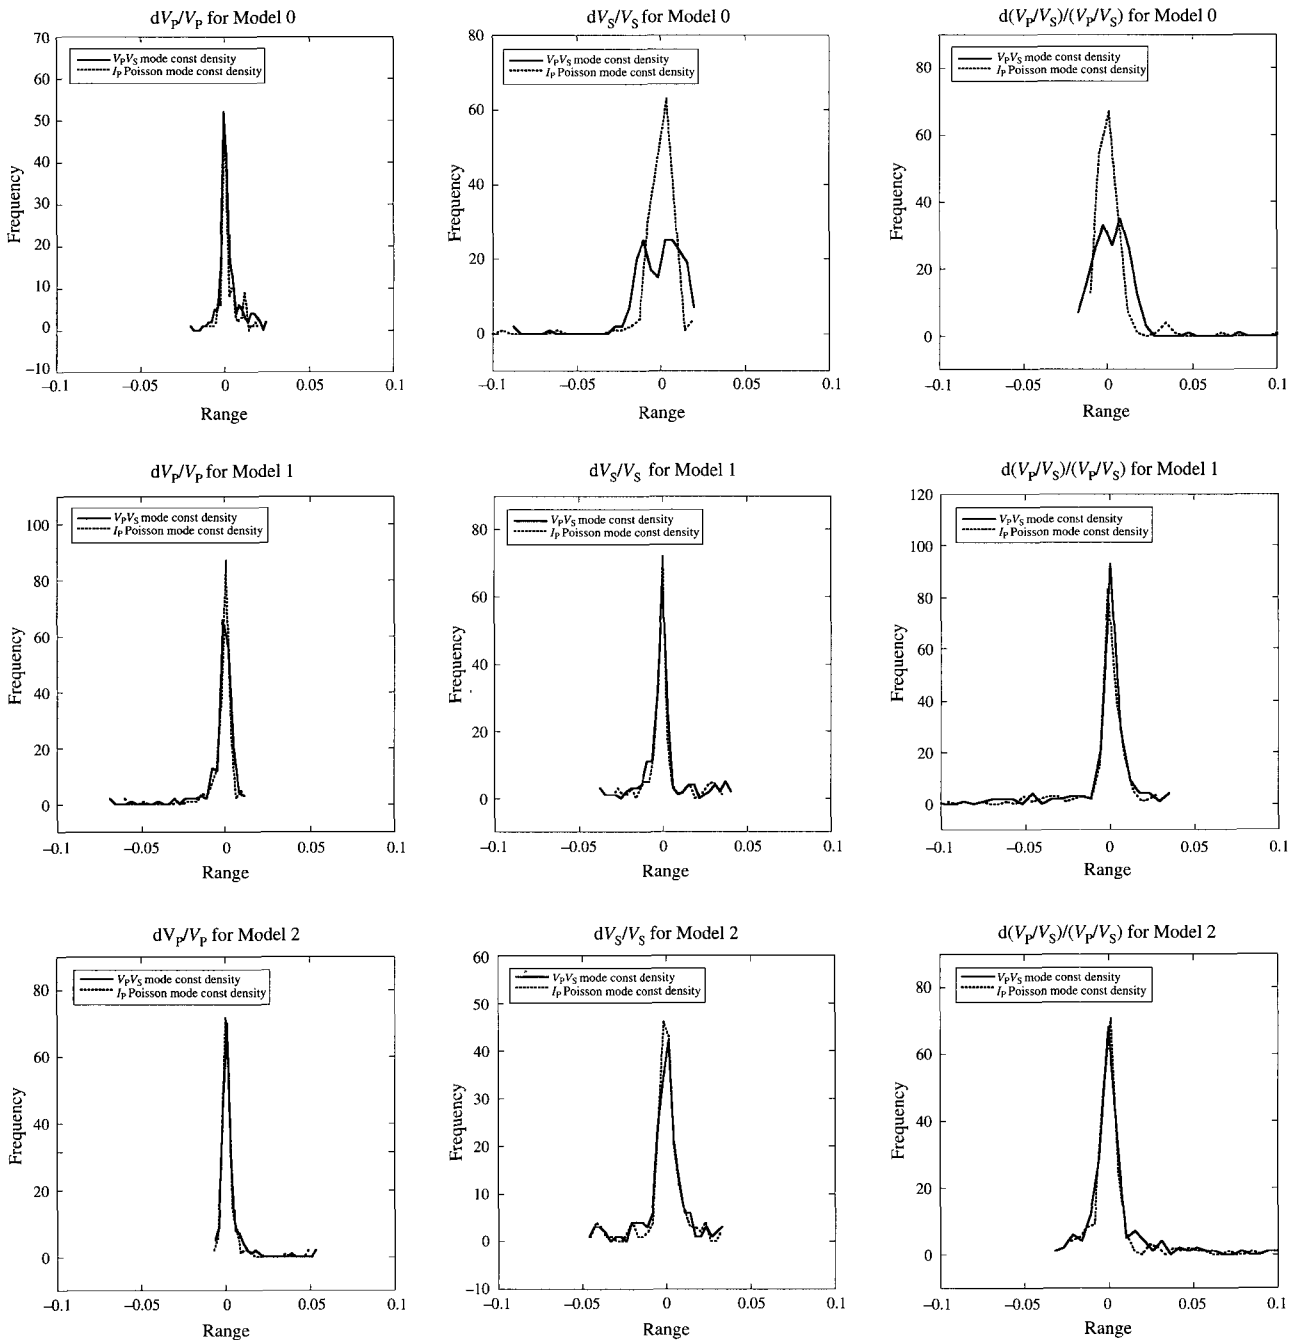 dV_P/V_P for Model 0
70
60
50
40
30
20
10
0
−10
Frequency
V_PV_S mode const density
I_P Poisson mode const density
−0.1
−0.05
0
0.05
0.1
Range
dV_S/V_S for Model 0
80
60
40
20
0
Frequency
V_PV_S mode const density
I_P Poisson mode const density
−0.1
−0.05
0
0.05
0.1
Range
d(V_P/V_S)/(V_P/V_S) for Model 0
80
60
40
20
0
Frequency
V_PV_S mode const density
I_P Poisson mode const density
−0.1
−0.05
0
0.05
0.1
Range
dV_P/V_P for Model 1
100
80
60
40
20
0
Frequency
V_PV_S mode const density
I_P Poisson mode const density
−0.1
−0.05
0
0.05
0.1
Range
dV_S/V_S for Model 1
80
60
40
20
0
Frequency
V_PV_S mode const density
I_P Poisson mode const density
−0.1
−0.05
0
0.05
0.1
Range
d(V_P/V_S)/(V_P/V_S) for Model 1
120
100
80
60
40
20
0
Frequency
V_PV_S mode const density
I_P Poisson mode const density
−0.1
−0.05
0
0.05
0.1
Range
dV_P/V_P for Model 2
80
60
40
20
0
Frequency
V_PV_S mode const density
I_P Poisson mode const density
−0.1
−0.05
0
0.05
0.1
Range
dV_S/V_S for Model 2
60
50
40
30
20
10
0
−10
Frequency
V_PV_S mode const density
I_P Poisson mode const density
−0.1
−0.05
0
0.05
0.1
Range
d(V_P/V_S)/(V_P/V_S) for Model 2
80
60
40
20
0
Frequency
V_PV_S mode const density
I_P Poisson mode const density
−0.1
−0.05
0
0.05
0.1
Range